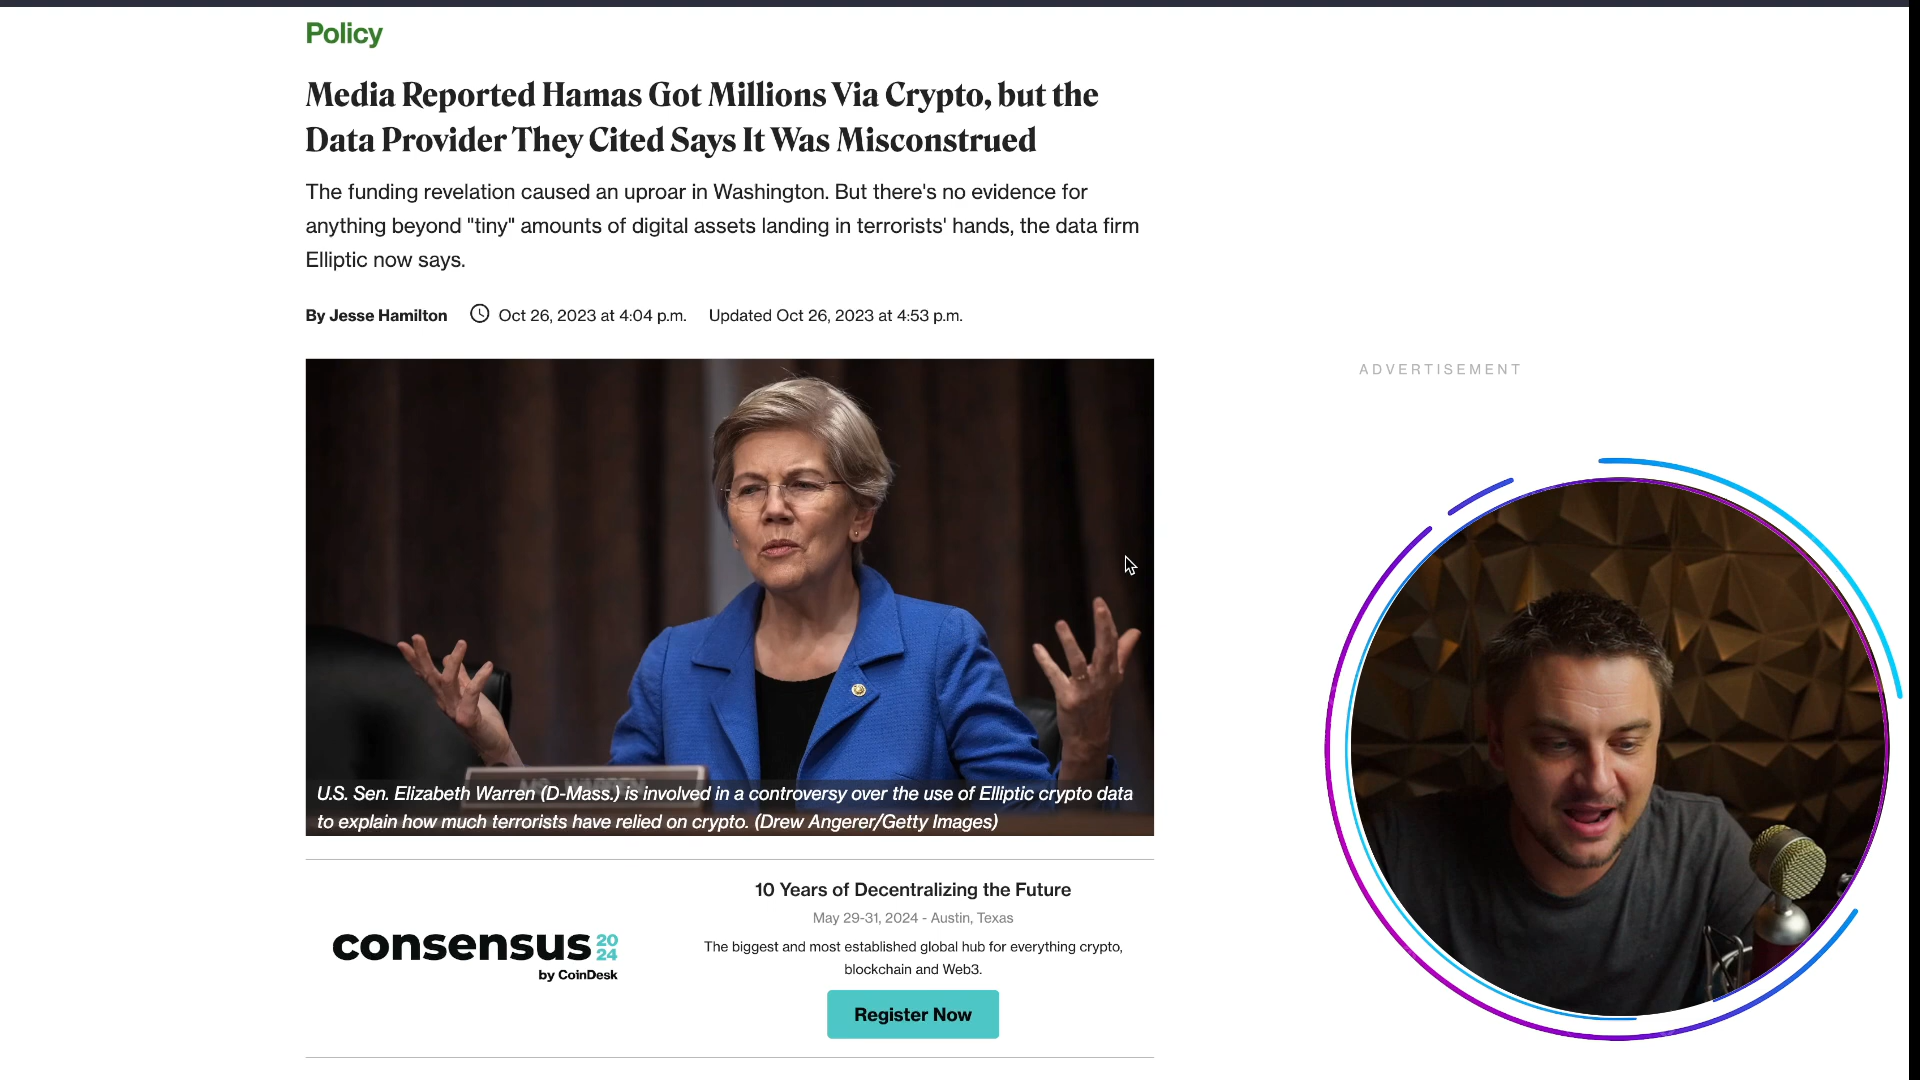 Policy
Media Reported Hamas Got Millions Via Crypto, but the
Data Provider They Cited Says It Was Misconstrued
The funding revelation caused an uproar in Washington. But there's no evidence for
anything beyond "tiny" amounts of digital assets landing in terrorists' hands, the data firm
Elliptic now says.
By Jesse Hamilton Oct 26, 2023 at 4:04 p.m. Updated Oct 26, 2023 at 4:53 p.m.
ADVERTISEMENT
MS. WARREN
U.S. Sen. Elizabeth Warren (D-Mass.) is involved in a controversy over the use of Elliptic crypto data
to explain how much terrorists have relied on crypto. (Drew Angerer/Getty Images)
consensus 20
24
by CoinDesk
10 Years of Decentralizing the Future
May 29-31, 2024 - Austin, Texas
The biggest and most established global hub for everything crypto,
blockchain and Web3.
Register Now